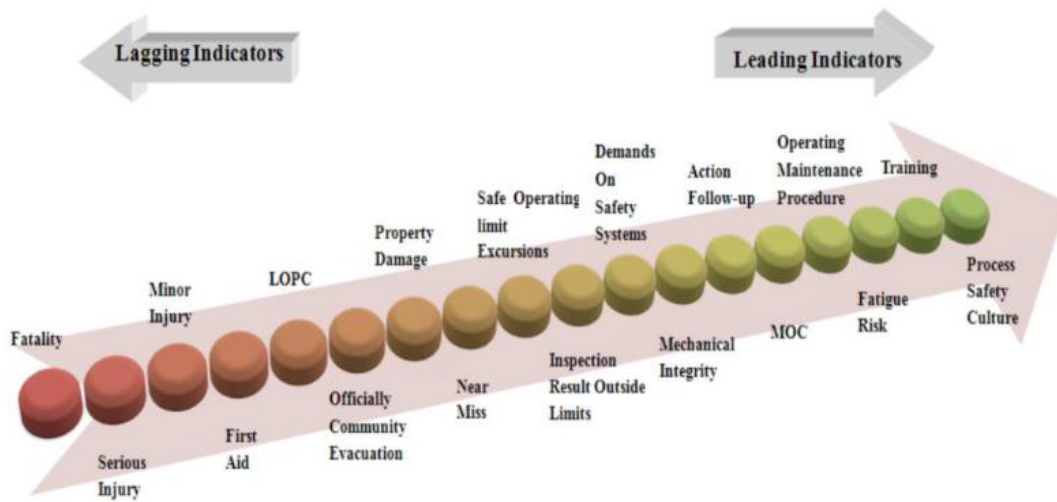 Lagging Indicators
Leading Indicators
Fatality
Serious
Injury
Minor
Injury
First
Aid
LOPC
Officially
Community
Evacuation
Property
Damage
Near
Miss
Safe Operating
limit
Excursions
Inspection
Result Outside
Limits
Demands
On
Safety
Systems
Mechanical
Integrity
Action
Follow-up
MOC
Operating
Maintenance
Procedure
Fatigue
Risk
Training
Process
Safety
Culture